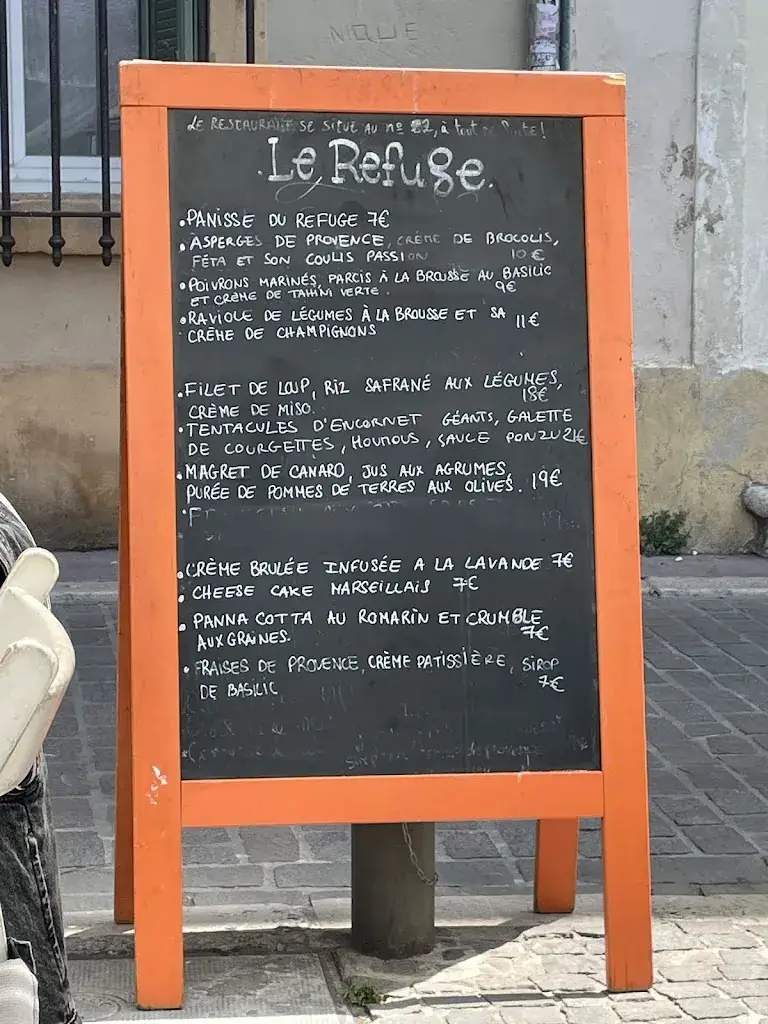 NIQUE
LE RESTAURANT SE SITUE AU nº 22, à tout de suite!
Le Refuge.
•PANISSE DU REFUGE 7€
•ASPERGES DE PROVENCE, CRÈME DE BROCOLIS,
FÉTA ET SON COULIS PASSION 10€
•POIVRONS MARINÉS, PARCIS À LA BROUSSE AU BASILIC
ET CRÈME DE TAHINI VERTE. 9€
•RAVIOLE DE LÉGUMES À LA BROUSSE ET SA
CRÈME DE CHAMPIGNONS 11€
•FILET DE LOUP, RIZ SAFRANÉ AUX LÉGUMES,
CRÈME DE MISO. 18€
•TENTACULES D'ENCORNET GÉANTS, GALETTE
DE COURGETTES, HOUMOUS, SAUCE PONZU 21€
•MAGRET DE CANARD, JUS AUX AGRUMES,
PURÉE DE POMMES DE TERRES AUX OLIVES. 19€
•CRÈME BRULÉE INFUSÉE A LA LAVANDE 7€
•CHEESE CAKE MARSEILLAIS 7€
•PANNA COTTA AU ROMARIN ET CRUMBLE
AUX GRAINES. 7€
•FRAISES DE PROVENCE, CRÈME PATISSIÈRE, SIROP
DE BASILIC 7€